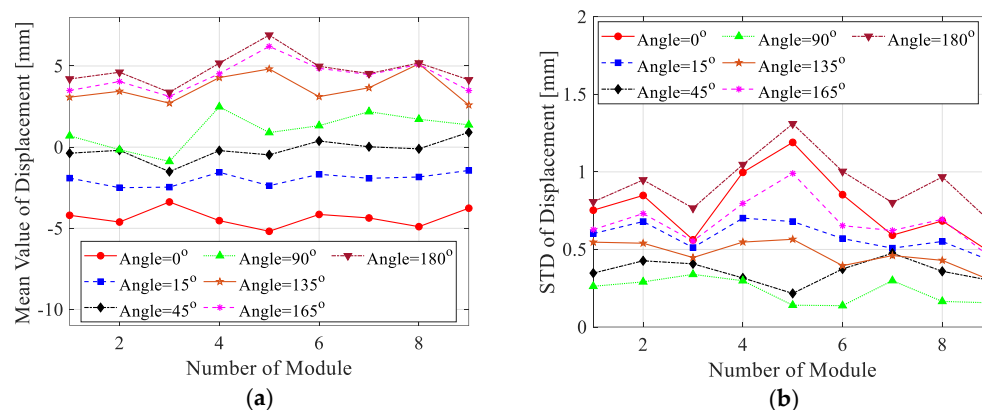 Mean Value of Displacement [mm]
5
0
-5
-10
Angle=0° Angle=90° Angle=180°
Angle=15° Angle=135°
Angle=45° Angle=165°
2 4 6 8
Number of Module
(a)
STD of Displacement [mm]
2
1.5
1
0.5
0
Angle=0° Angle=90° Angle=180°
Angle=15° Angle=135°
Angle=45° Angle=165°
2 4 6 8
Number of Module
(b)